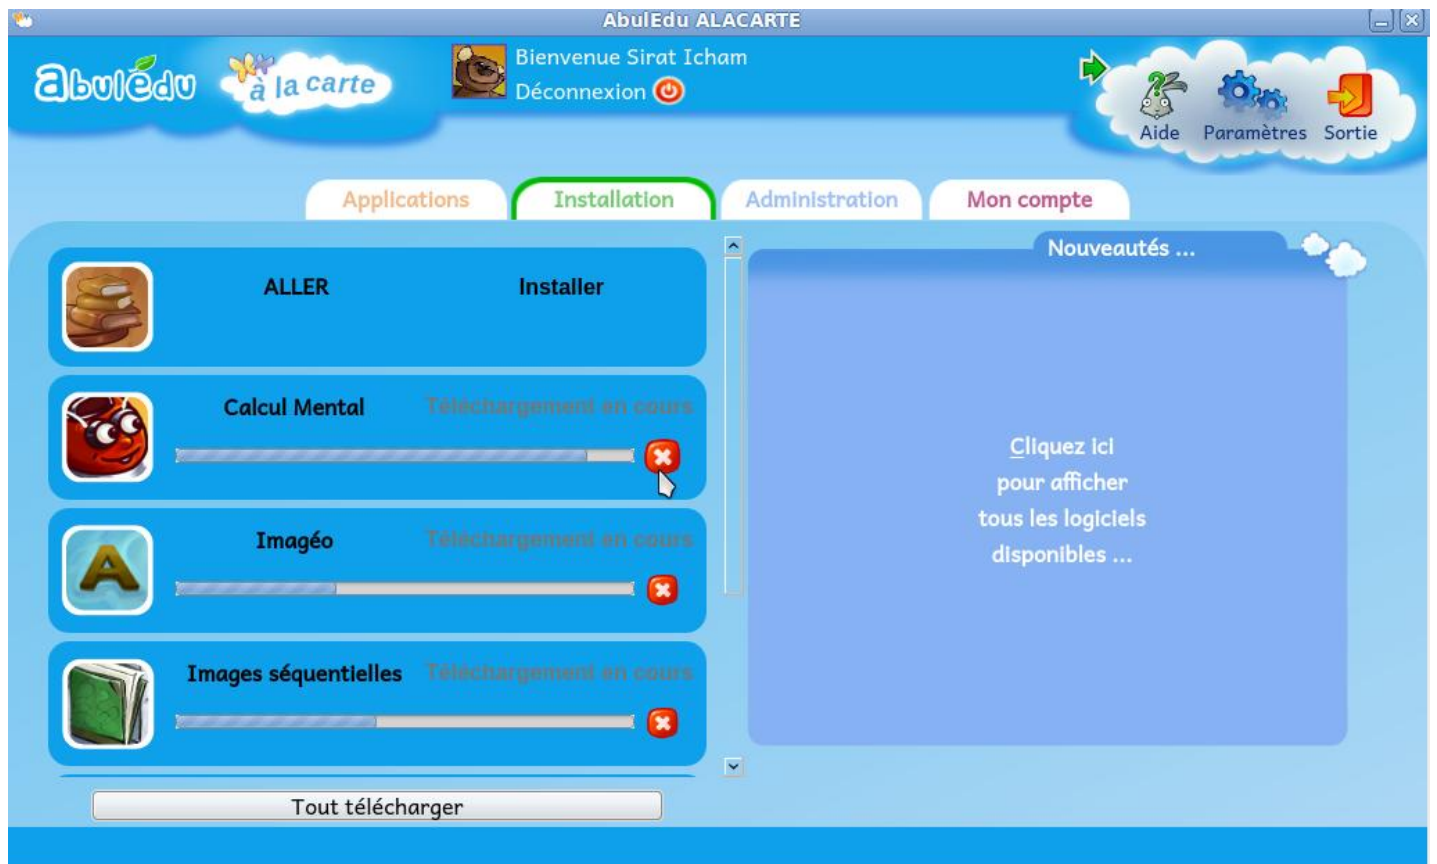 AbulEdu ALACARTE
abulédu
à la carte
Bienvenue Sirat Icham
Déconnexion
Aide
Paramètres
Sortie
Applications
Installation
Administration
Mon compte
ALLER
Installer
Calcul Mental
Téléchargement en cours
Imagéo
Téléchargement en cours
Images séquentielles
Téléchargement en cours
Tout télécharger
Nouveautés ...
Cliquez ici
pour afficher
tous les logiciels
disponibles ...